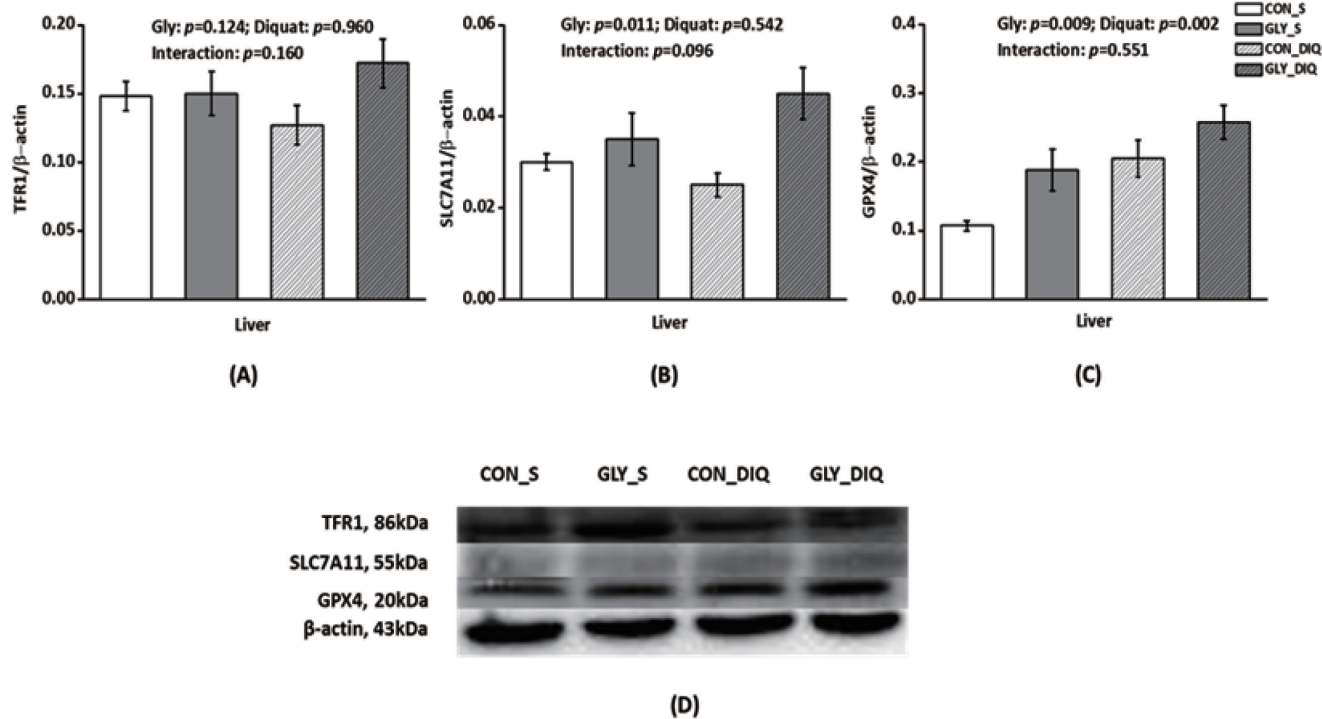 Gly: p=0.124; Diquat: p=0.960
Interaction: p=0.160
TFR1/β−actin
0.20
0.15
0.10
0.05
0.00
Liver
(A)
Gly: p=0.011; Diquat: p=0.542
Interaction: p=0.096
SLC7A11/β−actin
0.06
0.04
0.02
0.00
Liver
(B)
Gly: p=0.009; Diquat: p=0.002
Interaction: p=0.551
GPX4/β−actin
0.4
0.3
0.2
0.1
0.0
Liver
(C)
CON_S
GLY_S
CON_DIQ
GLY_DIQ
CON_S GLY_S CON_DIQ GLY_DIQ
TFR1, 86kDa
SLC7A11, 55kDa
GPX4, 20kDa
β-actin, 43kDa
(D)